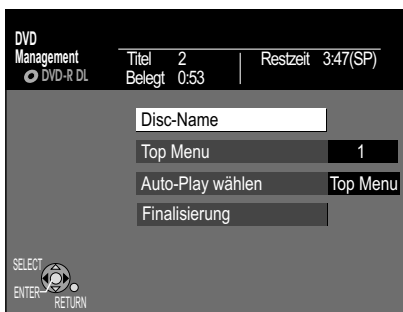 DVD
Management
DVD-R DL
Titel 2
Belegt 0:53
Restzeit 3:47(SP)
Disc-Name
Top Menu 1
Auto-Play wählen Top Menu
Finalisierung
SELECT
ENTER
RETURN